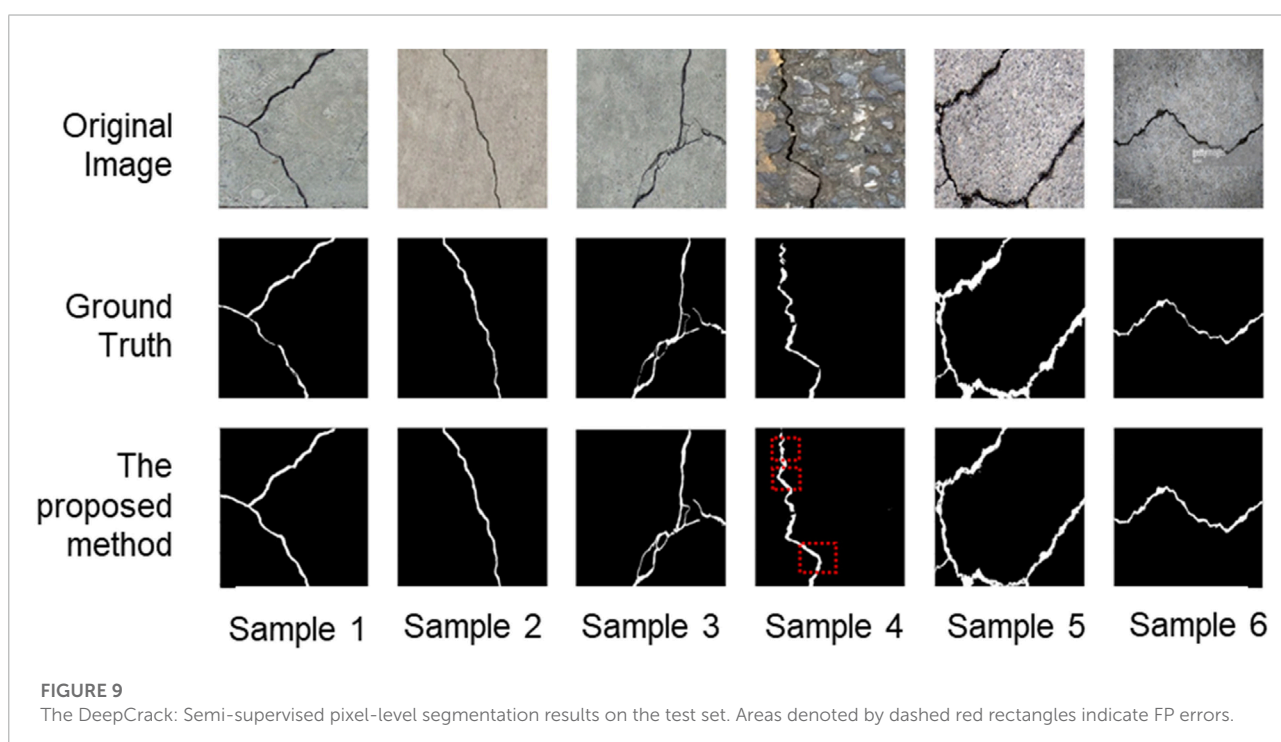 Original
Image
Ground
Truth
The
proposed
method
Sample 1
Sample 2
Sample 3
Sample 4
Sample 5
Sample 6
FIGURE 9
The DeepCrack: Semi-supervised pixel-level segmentation results on the test set. Areas denoted by dashed red rectangles indicate FP errors.